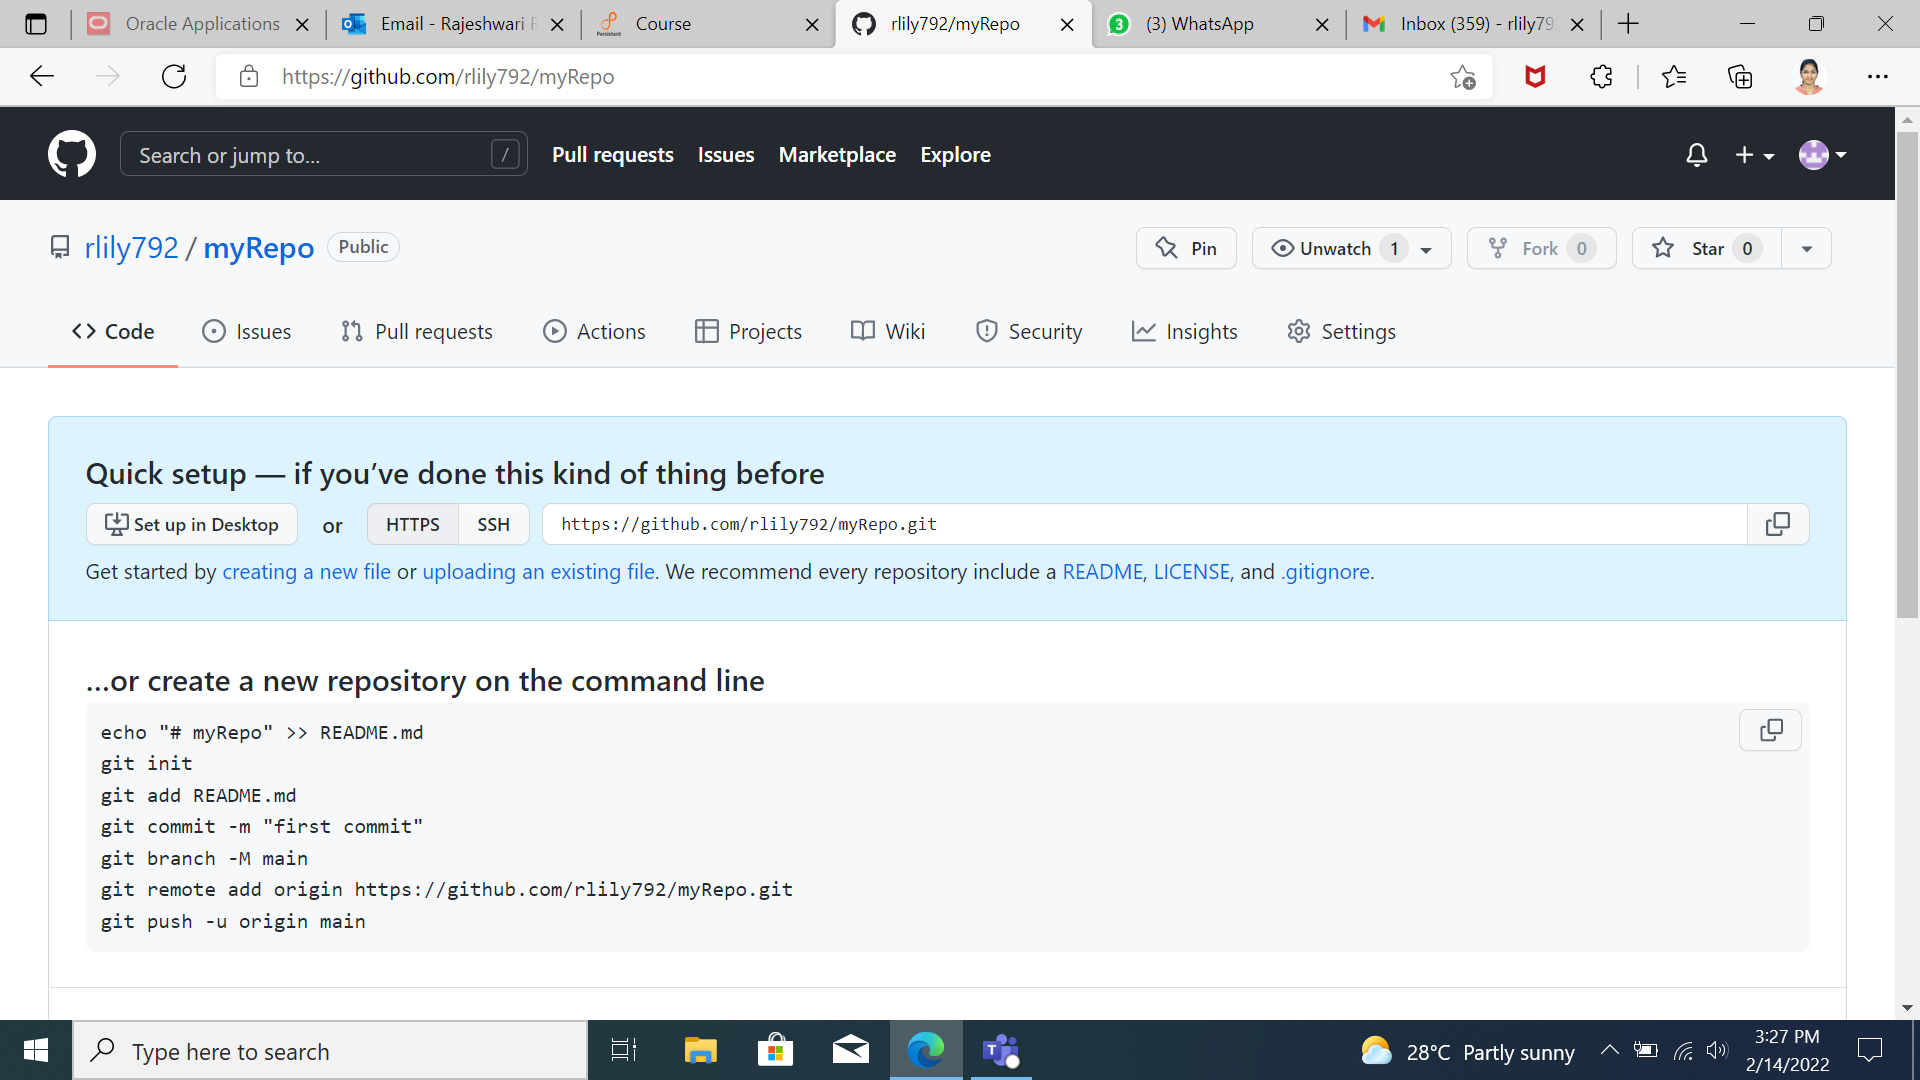 Oracle Applications
Email - Rajeshwari
Course
rlily792/myRepo
(3) WhatsApp
Inbox (359) - rlily79
https://github.com/rlily792/myRepo
Search or jump to...
/
Pull requests
Issues
Marketplace
Explore
rlily792 / myRepo
Public
Pin
Unwatch 1
Fork 0
Star 0
Code
Issues
Pull requests
Actions
Projects
Wiki
Security
Insights
Settings
Quick setup — if you’ve done this kind of thing before
Set up in Desktop
or
HTTPS
SSH
https://github.com/rlily792/myRepo.git
Get started by creating a new file or uploading an existing file. We recommend every repository include a README, LICENSE, and .gitignore.
…or create a new repository on the command line
echo "# myRepo" >> README.md
git init
git add README.md
git commit -m "first commit"
git branch -M main
git remote add origin https://github.com/rlily792/myRepo.git
git push -u origin main
Type here to search
28°C Partly sunny
3:27 PM
2/14/2022